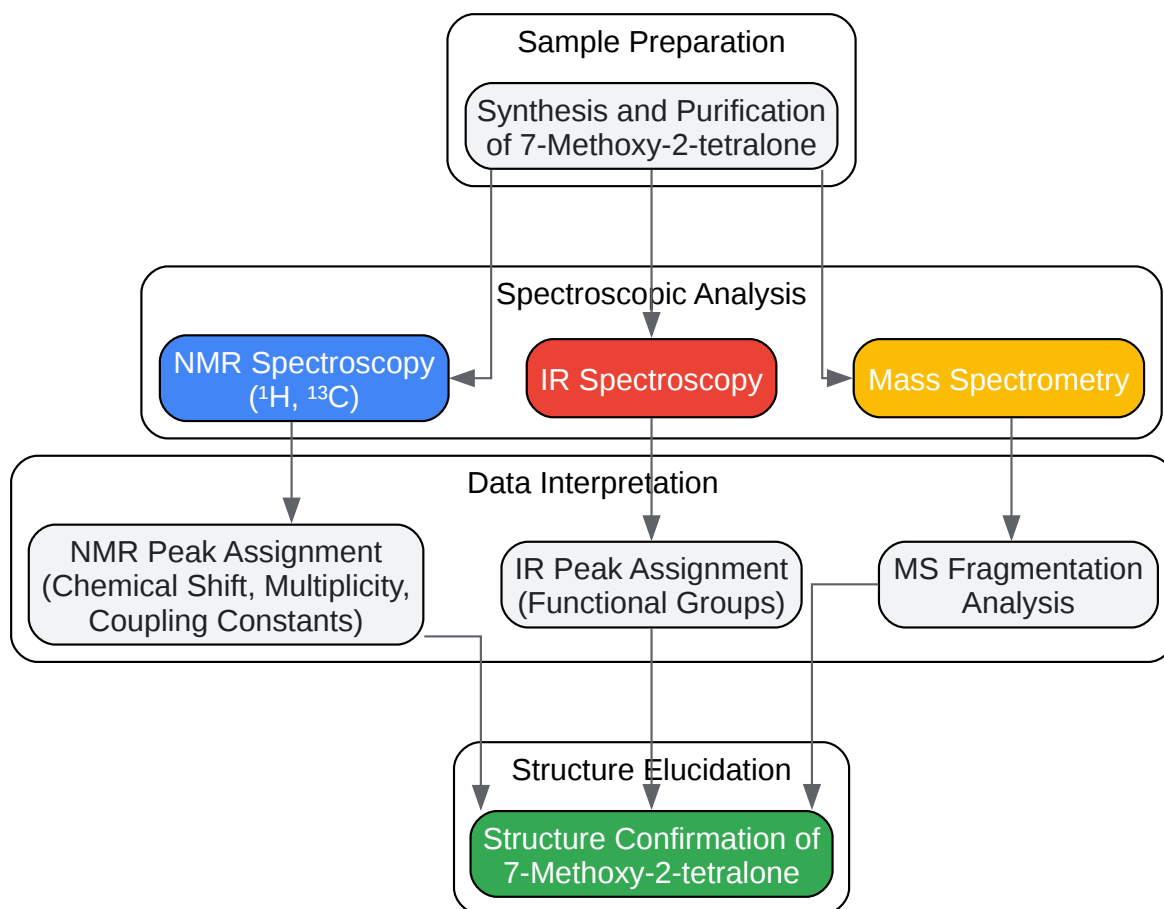 Sample Preparation
Synthesis and Purification
of 7-Methoxy-2-tetralone
Spectroscopic Analysis
NMR Spectroscopy
(¹H, ¹³C)
IR Spectroscopy
Mass Spectrometry
Data Interpretation
NMR Peak Assignment
(Chemical Shift, Multiplicity,
Coupling Constants)
IR Peak Assignment
(Functional Groups)
MS Fragmentation
Analysis
Structure Elucidation
Structure Confirmation of
7-Methoxy-2-tetralone